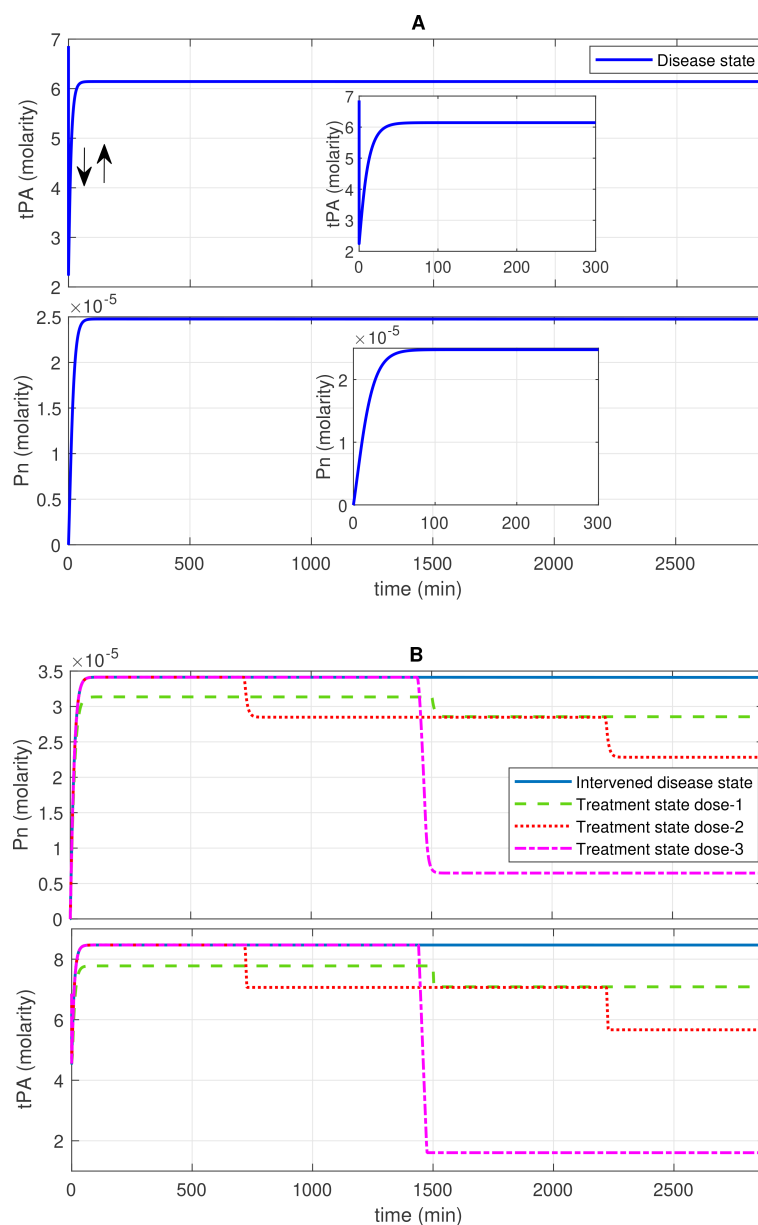 A
tPA (molarity)
7
6
5
4
3
2
Disease state
tPA (molarity)
7
6
5
4
3
2
0 100 200 300
×10-5
Pn (molarity)
2.5
2
1.5
1
0.5
0
×10-5
Pn (molarity)
2
1
0
0 100 200 300
0 500 1000 1500 2000 2500
time (min)
B
×10-5
Pn (molarity)
3.5
3
2.5
2
1.5
1
0.5
0
Intervened disease state
Treatment state dose-1
Treatment state dose-2
Treatment state dose-3
tPA (molarity)
8
6
4
2
0 500 1000 1500 2000 2500
time (min)